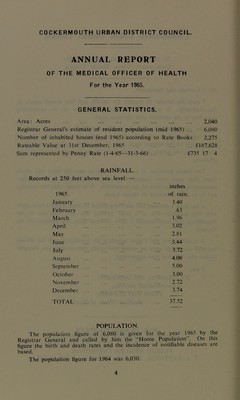 COCKERMOUTH URBAN DISTRICT COUNCIL.
ANNUAL REPORT
OF THE MEDICAL OFFICER OF HEALTH
For the Year 1965.
GENERAL STATISTICS.
Area: Acres ... 2,040
Registrar General's estimate of resident population (mid 1965) ... 6,080
Number of inhabited houses (end 1965) according to Rate Books 2,275
Rateable Value at 31st December, 1965 £187,628
Sum represented by Penny Rate (1-4-65—31-3-66) £735 17 4
RAINFALL
Records at 250 feet above sea level —
inches
1965. of rain.
January 3.40
February .63
March 1.96
April 3.02
May 2.81
June 3.44
July 3.72
August 4.08
September 5.00
October 3.00
November 2.72
December 3.74
TOTAL 37.52
POPULATION.
The population figure of 6,080 is given for the year 1965 by the
Registrar General and called by him the "Home Population". On this
figure the birth and death rates and the incidence of notifiable diseases are
based.
The population figure for 1964 was 6,030.
4